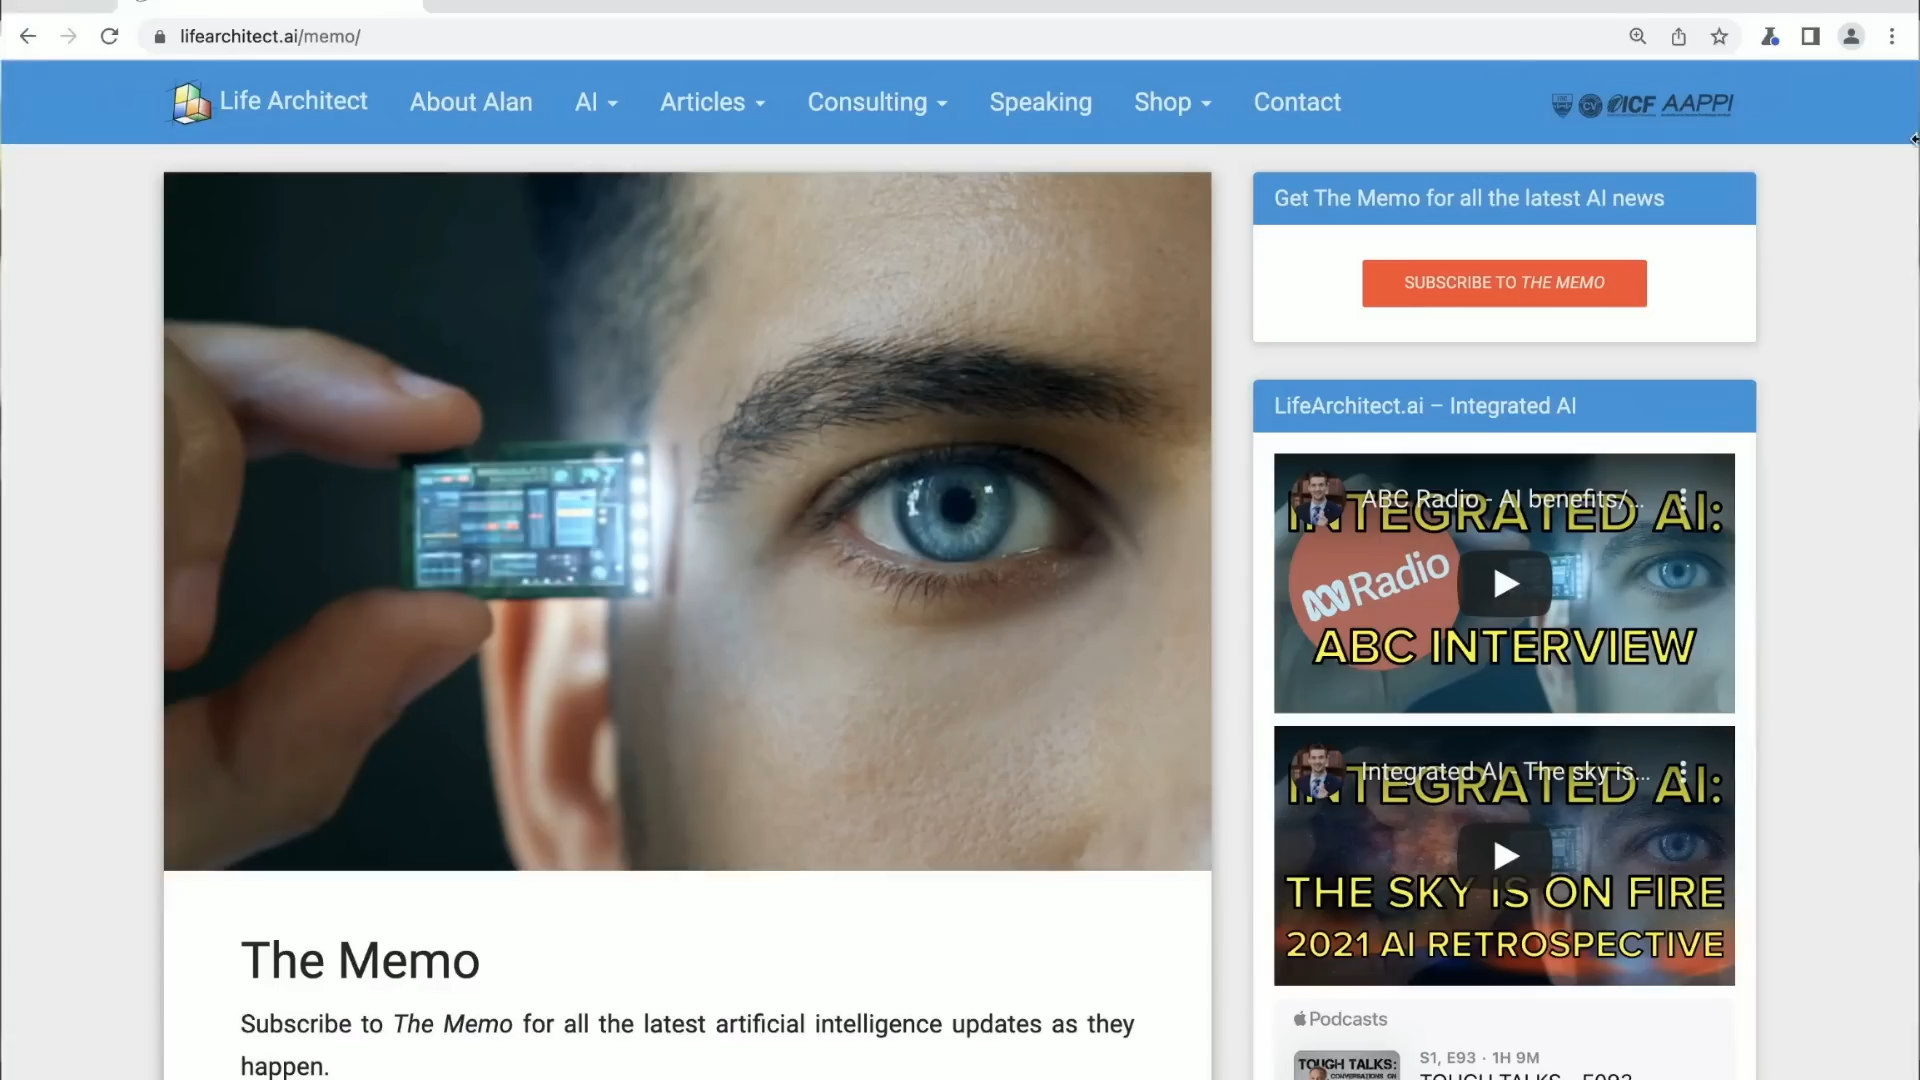 lifearchitect.ai/memo/
Life Architect
About Alan
AI
Articles
Consulting
Speaking
Shop
Contact
CV
ICF
AAPPI
Get The Memo for all the latest AI news
SUBSCRIBE TO THE MEMO
LifeArchitect.ai – Integrated AI
ABC Radio - AI benefits/...
INTEGRATED AI:
Radio
ABC INTERVIEW
Integrated AI - The sky is...
INTEGRATED AI:
THE SKY IS ON FIRE
2021 AI RETROSPECTIVE
The Memo
Subscribe to The Memo for all the latest artificial intelligence updates as they
happen.
Podcasts
S1, E93 · 1H 9M
TOUGH TALKS:
TOUGH TALKS - E093